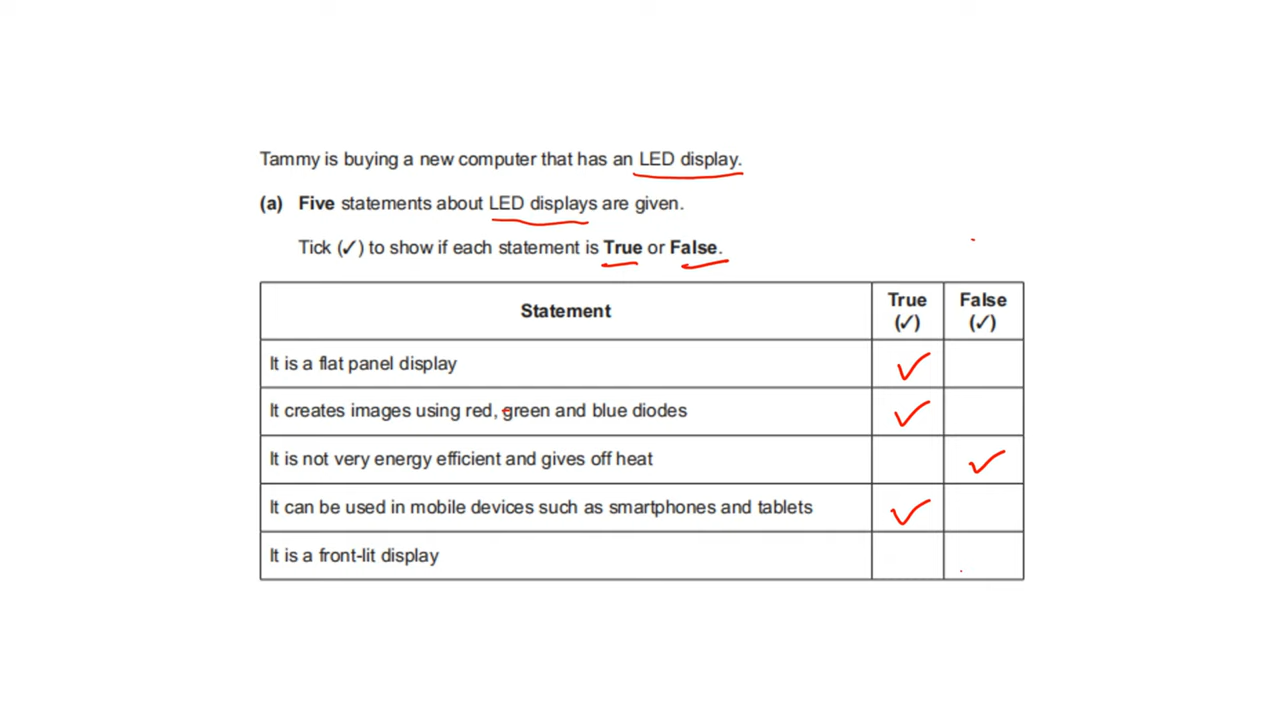 Tammy is buying a new computer that has an LED display.
(a) Five statements about LED displays are given.
Tick (✓) to show if each statement is True or False.
Statement True (✓) False (✓)
It is a flat panel display ✓
It creates images using red, green and blue diodes ✓
It is not very energy efficient and gives off heat ✓
It can be used in mobile devices such as smartphones and tablets ✓
It is a front-lit display